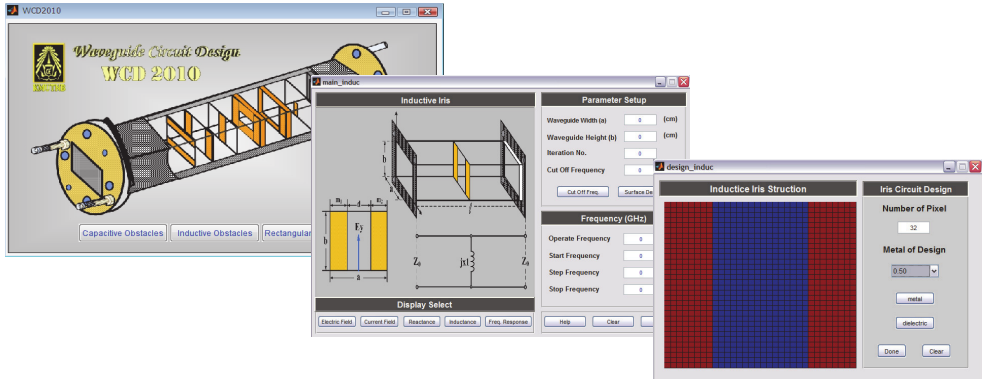 WCD2010
Waveguide Circuit Design
WCD 2010
Capacitive Obstacles
Inductive Obstacles
Rectangular
main_induc
Inductive Iris
b
a
l
m₁
d
m₂
b
Ey
a
Z₀
jxl
Z₀
Display Select
Electric Field
Current Field
Reactance
Inductance
Freq. Response
Parameter Setup
Waveguide Width (a) 0 (cm)
Waveguide Height (b) 0 (cm)
Iteration No. 0
Cut Off Frequency 0
Cut Off Freq.
Surface De
Frequency (GHz)
Operate Frequency 0
Start Frequency 0
Step Frequency 0
Stop Frequency 0
Help
Clear
design_induc
Inductice Iris Struction
Iris Circuit Design
Number of Pixel
32
Metal of Design
0.50
metal
dielectric
Done
Clear